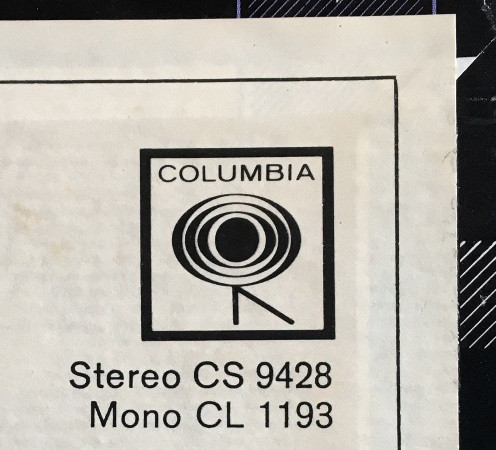 COLUMBIA
Stereo CS 9428
Mono CL 1193